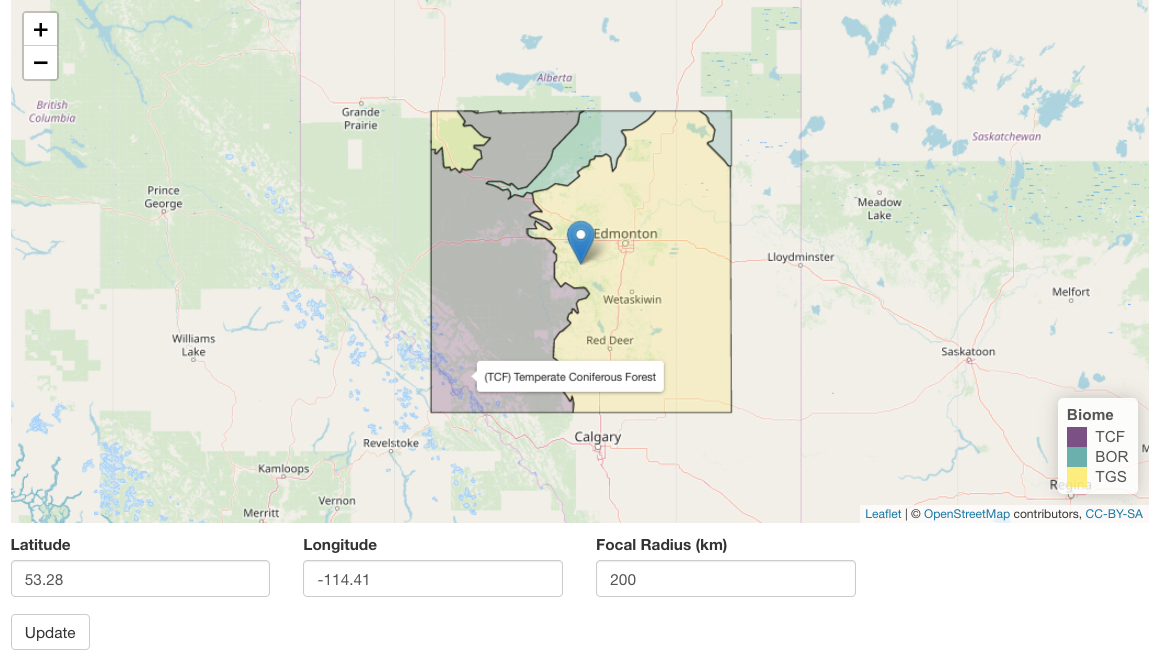 +
−
Alberta
British
Columbia
Grande
Prairie
Saskatchewan
Prince
George
Meadow
Lake
Edmonton
Lloydminster
Wetaskiwin
Melfort
Williams
Lake
Red Deer
Saskatoon
(TCF) Temperate Coniferous Forest
Biome
TCF
BOR
TGS
Calgary
Revelstoke
Kamloops
Vernon
Merritt
Regina
Leaflet | © OpenStreetMap contributors, CC-BY-SA
Latitude
Longitude
Focal Radius (km)
53.28
-114.41
200
Update